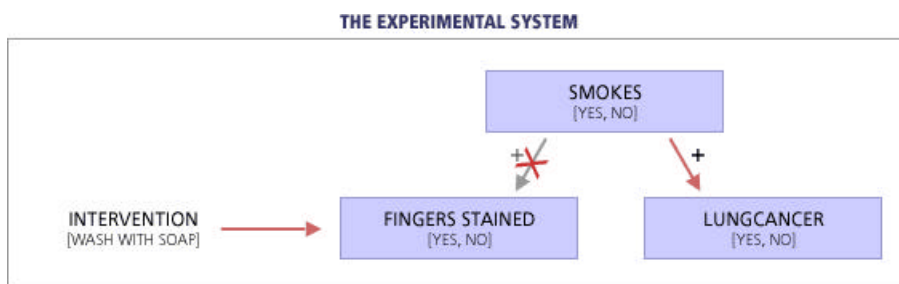 THE EXPERIMENTAL SYSTEM
SMOKES
[YES, NO]
+
+
INTERVENTION
[WASH WITH SOAP]
FINGERS STAINED
[YES, NO]
LUNGCANCER
[YES, NO]